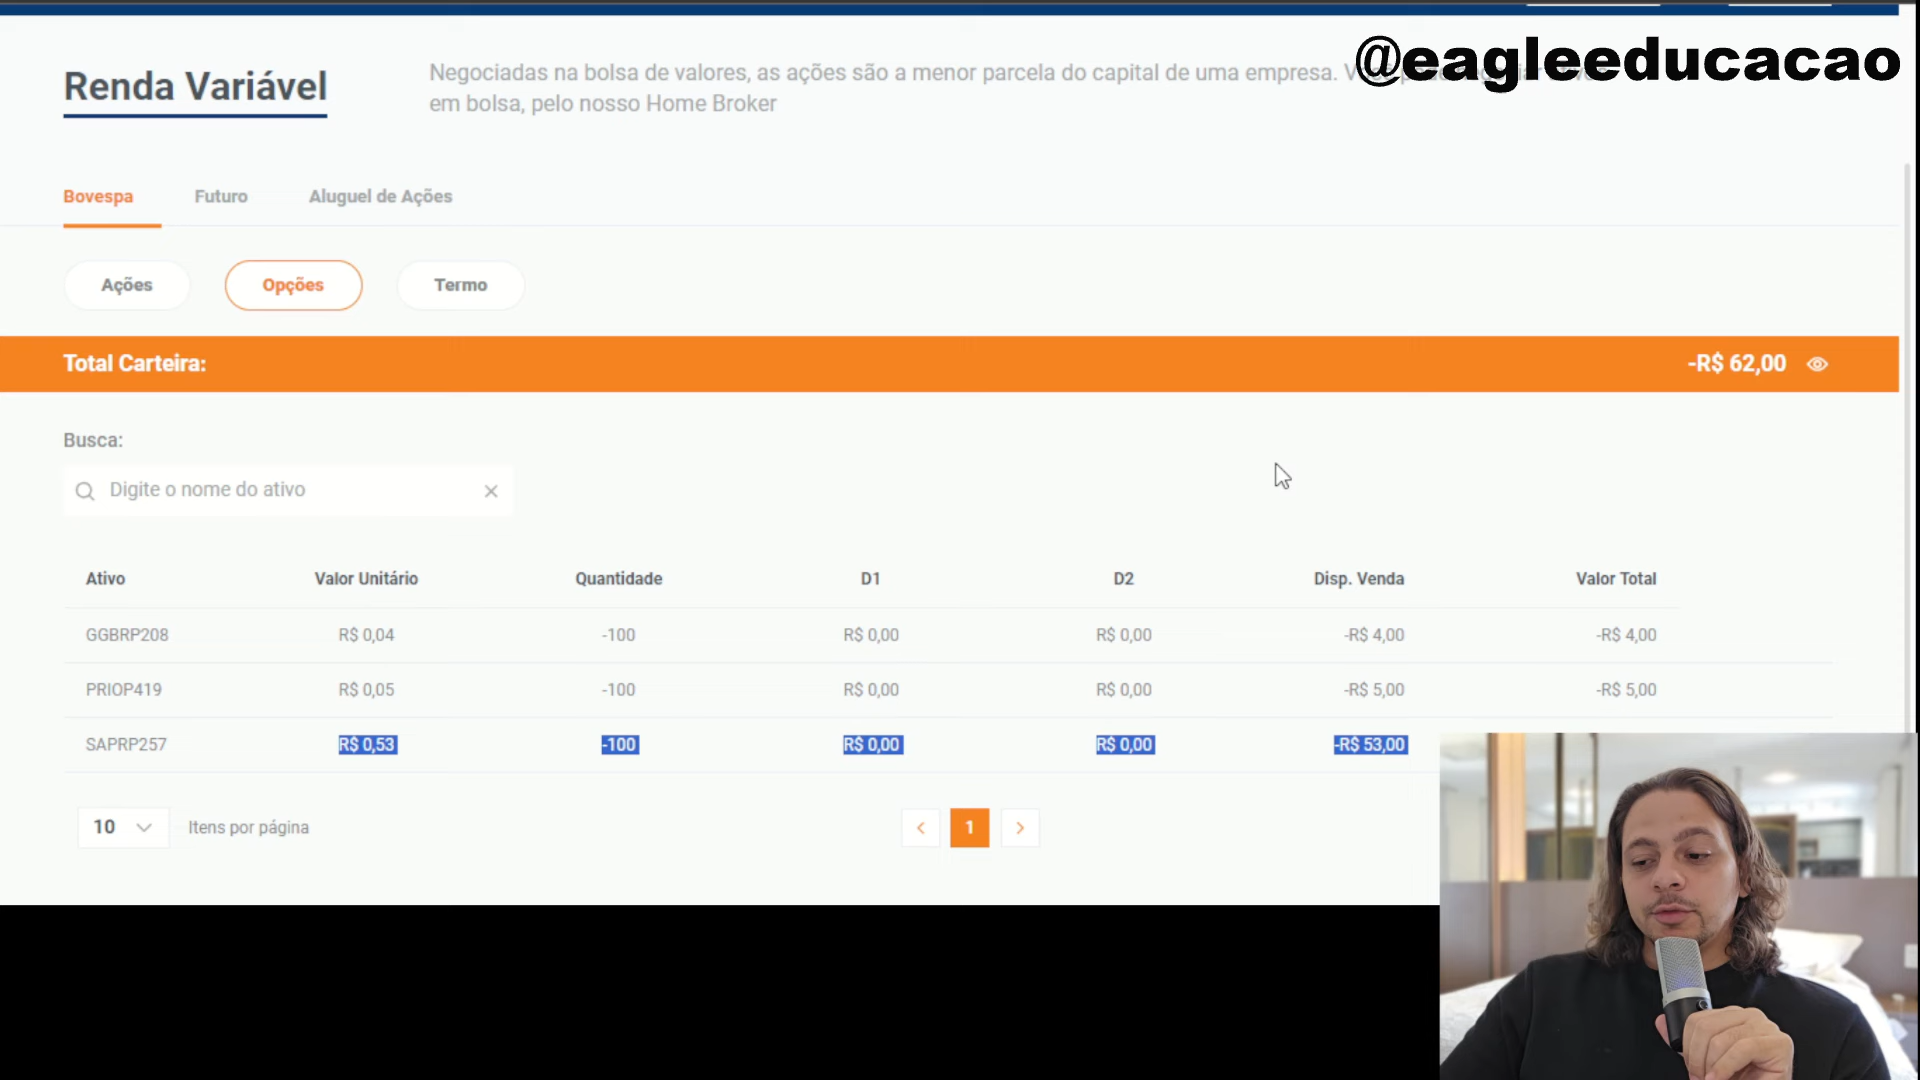 @eagleeducacao
Renda Variável
Negociadas na bolsa de valores, as ações são a menor parcela do capital de uma empresa.
em bolsa, pelo nosso Home Broker
Bovespa Futuro Aluguel de Ações
Ações Opções Termo
Total Carteira: -R$ 62,00
Busca:
Digite o nome do ativo
Ativo Valor Unitário Quantidade D1 D2 Disp. Venda Valor Total
GGBRP208 R$ 0,04 -100 R$ 0,00 R$ 0,00 -R$ 4,00 -R$ 4,00
PRIOP419 R$ 0,05 -100 R$ 0,00 R$ 0,00 -R$ 5,00 -R$ 5,00
SAPRP257 R$ 0,53 -100 R$ 0,00 R$ 0,00 -R$ 53,00
10 Itens por página 1